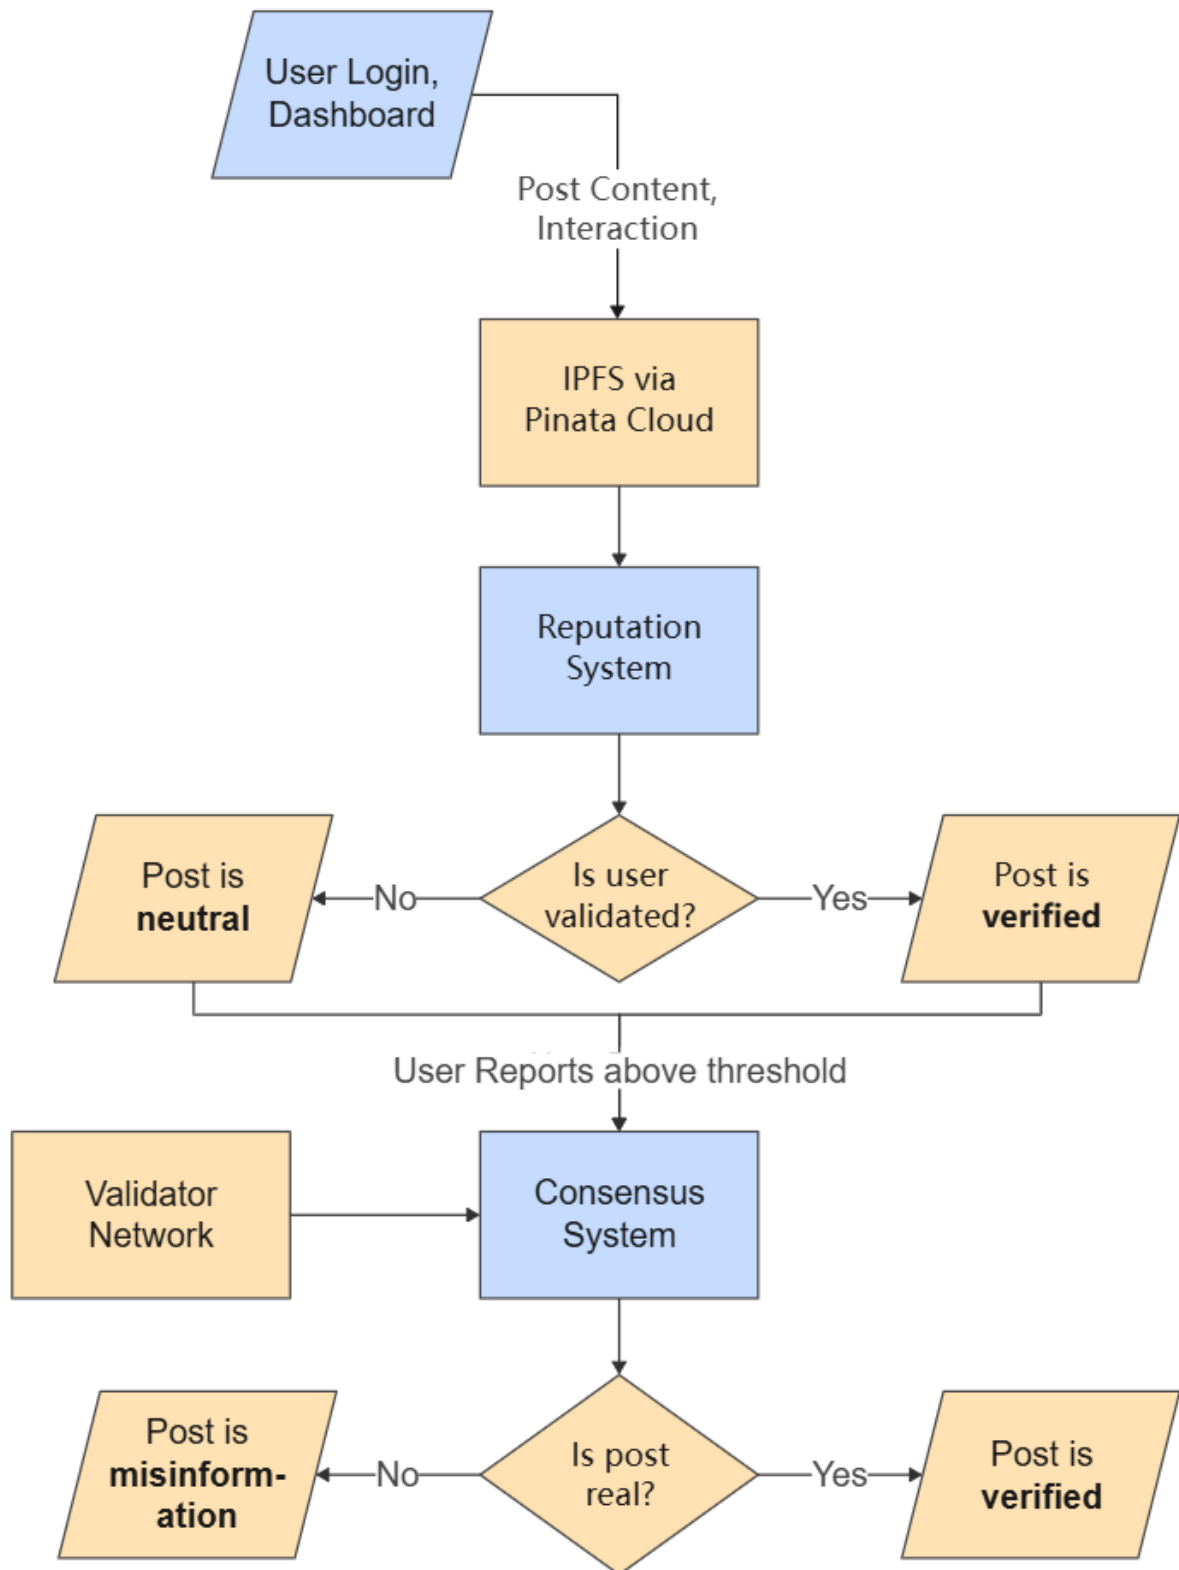 User Login,
Dashboard
Post Content,
Interaction
IPFS via
Pinata Cloud
Reputation
System
Post is
neutral
No
Is user
validated?
Yes
Post is
verified
User Reports above threshold
Validator
Network
Consensus
System
Post is
misinform-
ation
No
Is post
real?
Yes
Post is
verified